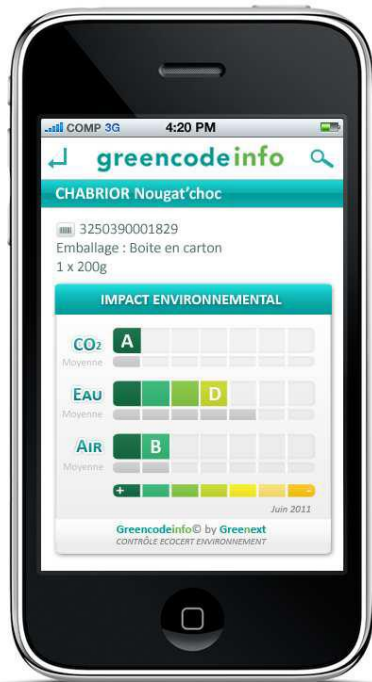 COMP 3G 4:20 PM
greencodeinfo
CHABRIOR Nougat'choc
3250390001829
Emballage : Boite en carton
1 x 200g
IMPACT ENVIRONNEMENTAL
CO2 A
Moyenne
EAU D
Moyenne
AIR B
Moyenne
+ -
Juin 2011
Greencodeinfo© by Greenext
CONTRÔLE ECOCERT ENVIRONNEMENT